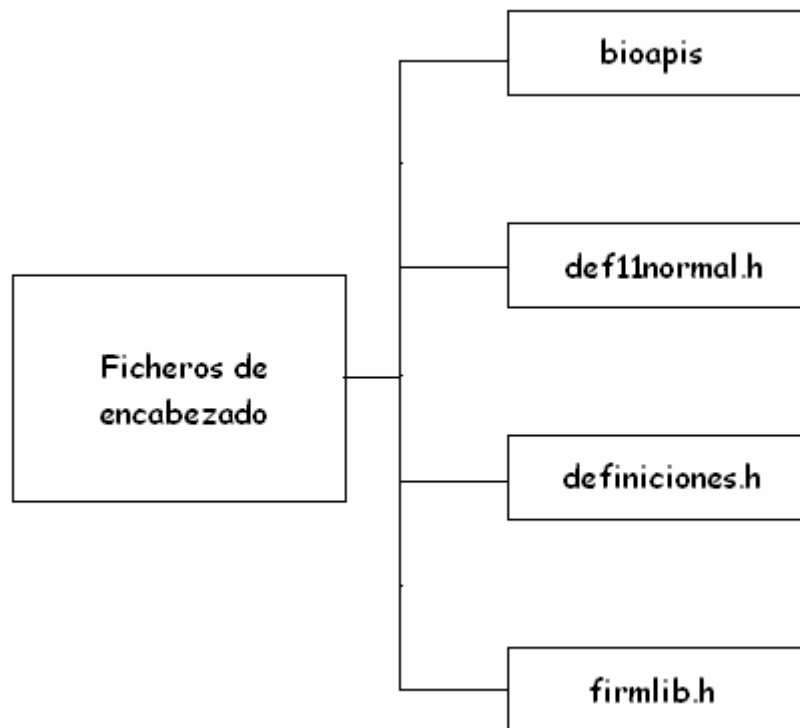 bioapis
def11normal.h
Ficheros de
encabezado
definiciones.h
firmlib.h